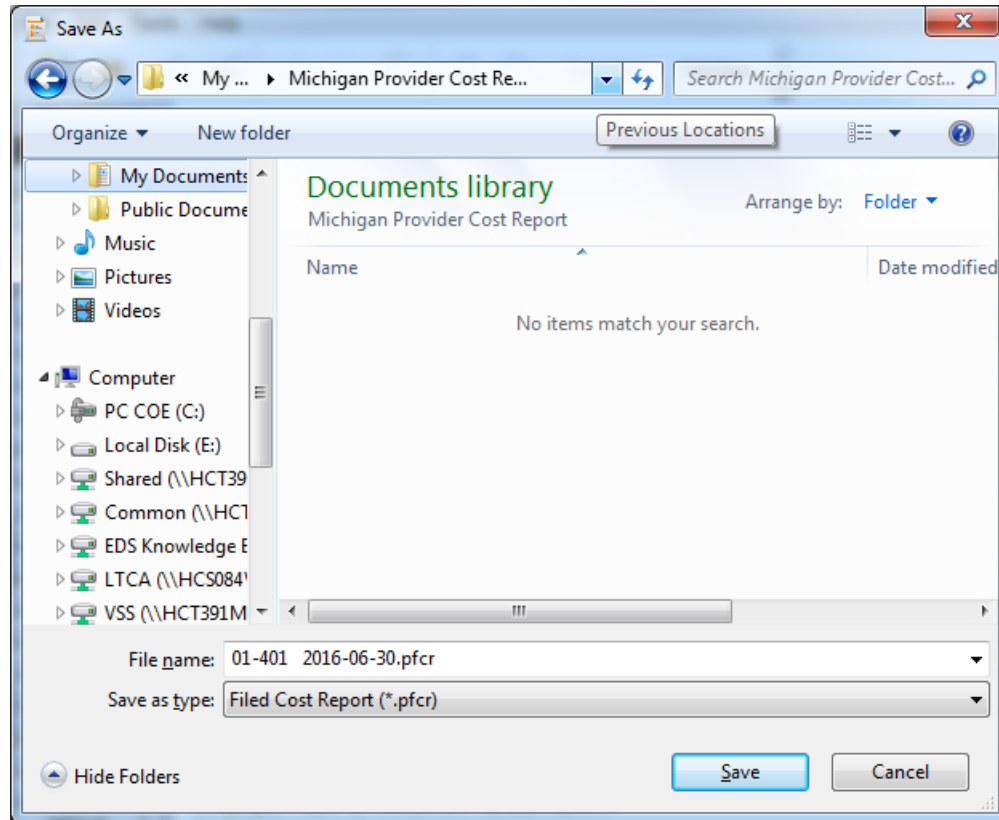 Save As
« My ... Michigan Provider Cost Re...
Search Michigan Provider Cost...
Organize New folder
Previous Locations
My Documents
Public Docume
Music
Pictures
Videos
Computer
PC COE (C:)
Local Disk (E:)
Shared (\\HCT39
Common (\\HCT
EDS Knowledge E
LTCA (\\HCS084
VSS (\\HCT391M
Documents library
Michigan Provider Cost Report
Arrange by: Folder
Name Date modified
No items match your search.
File name: 01-401 2016-06-30.pfcr
Save as type: Filed Cost Report (*.pfcr)
Hide Folders
Save
Cancel